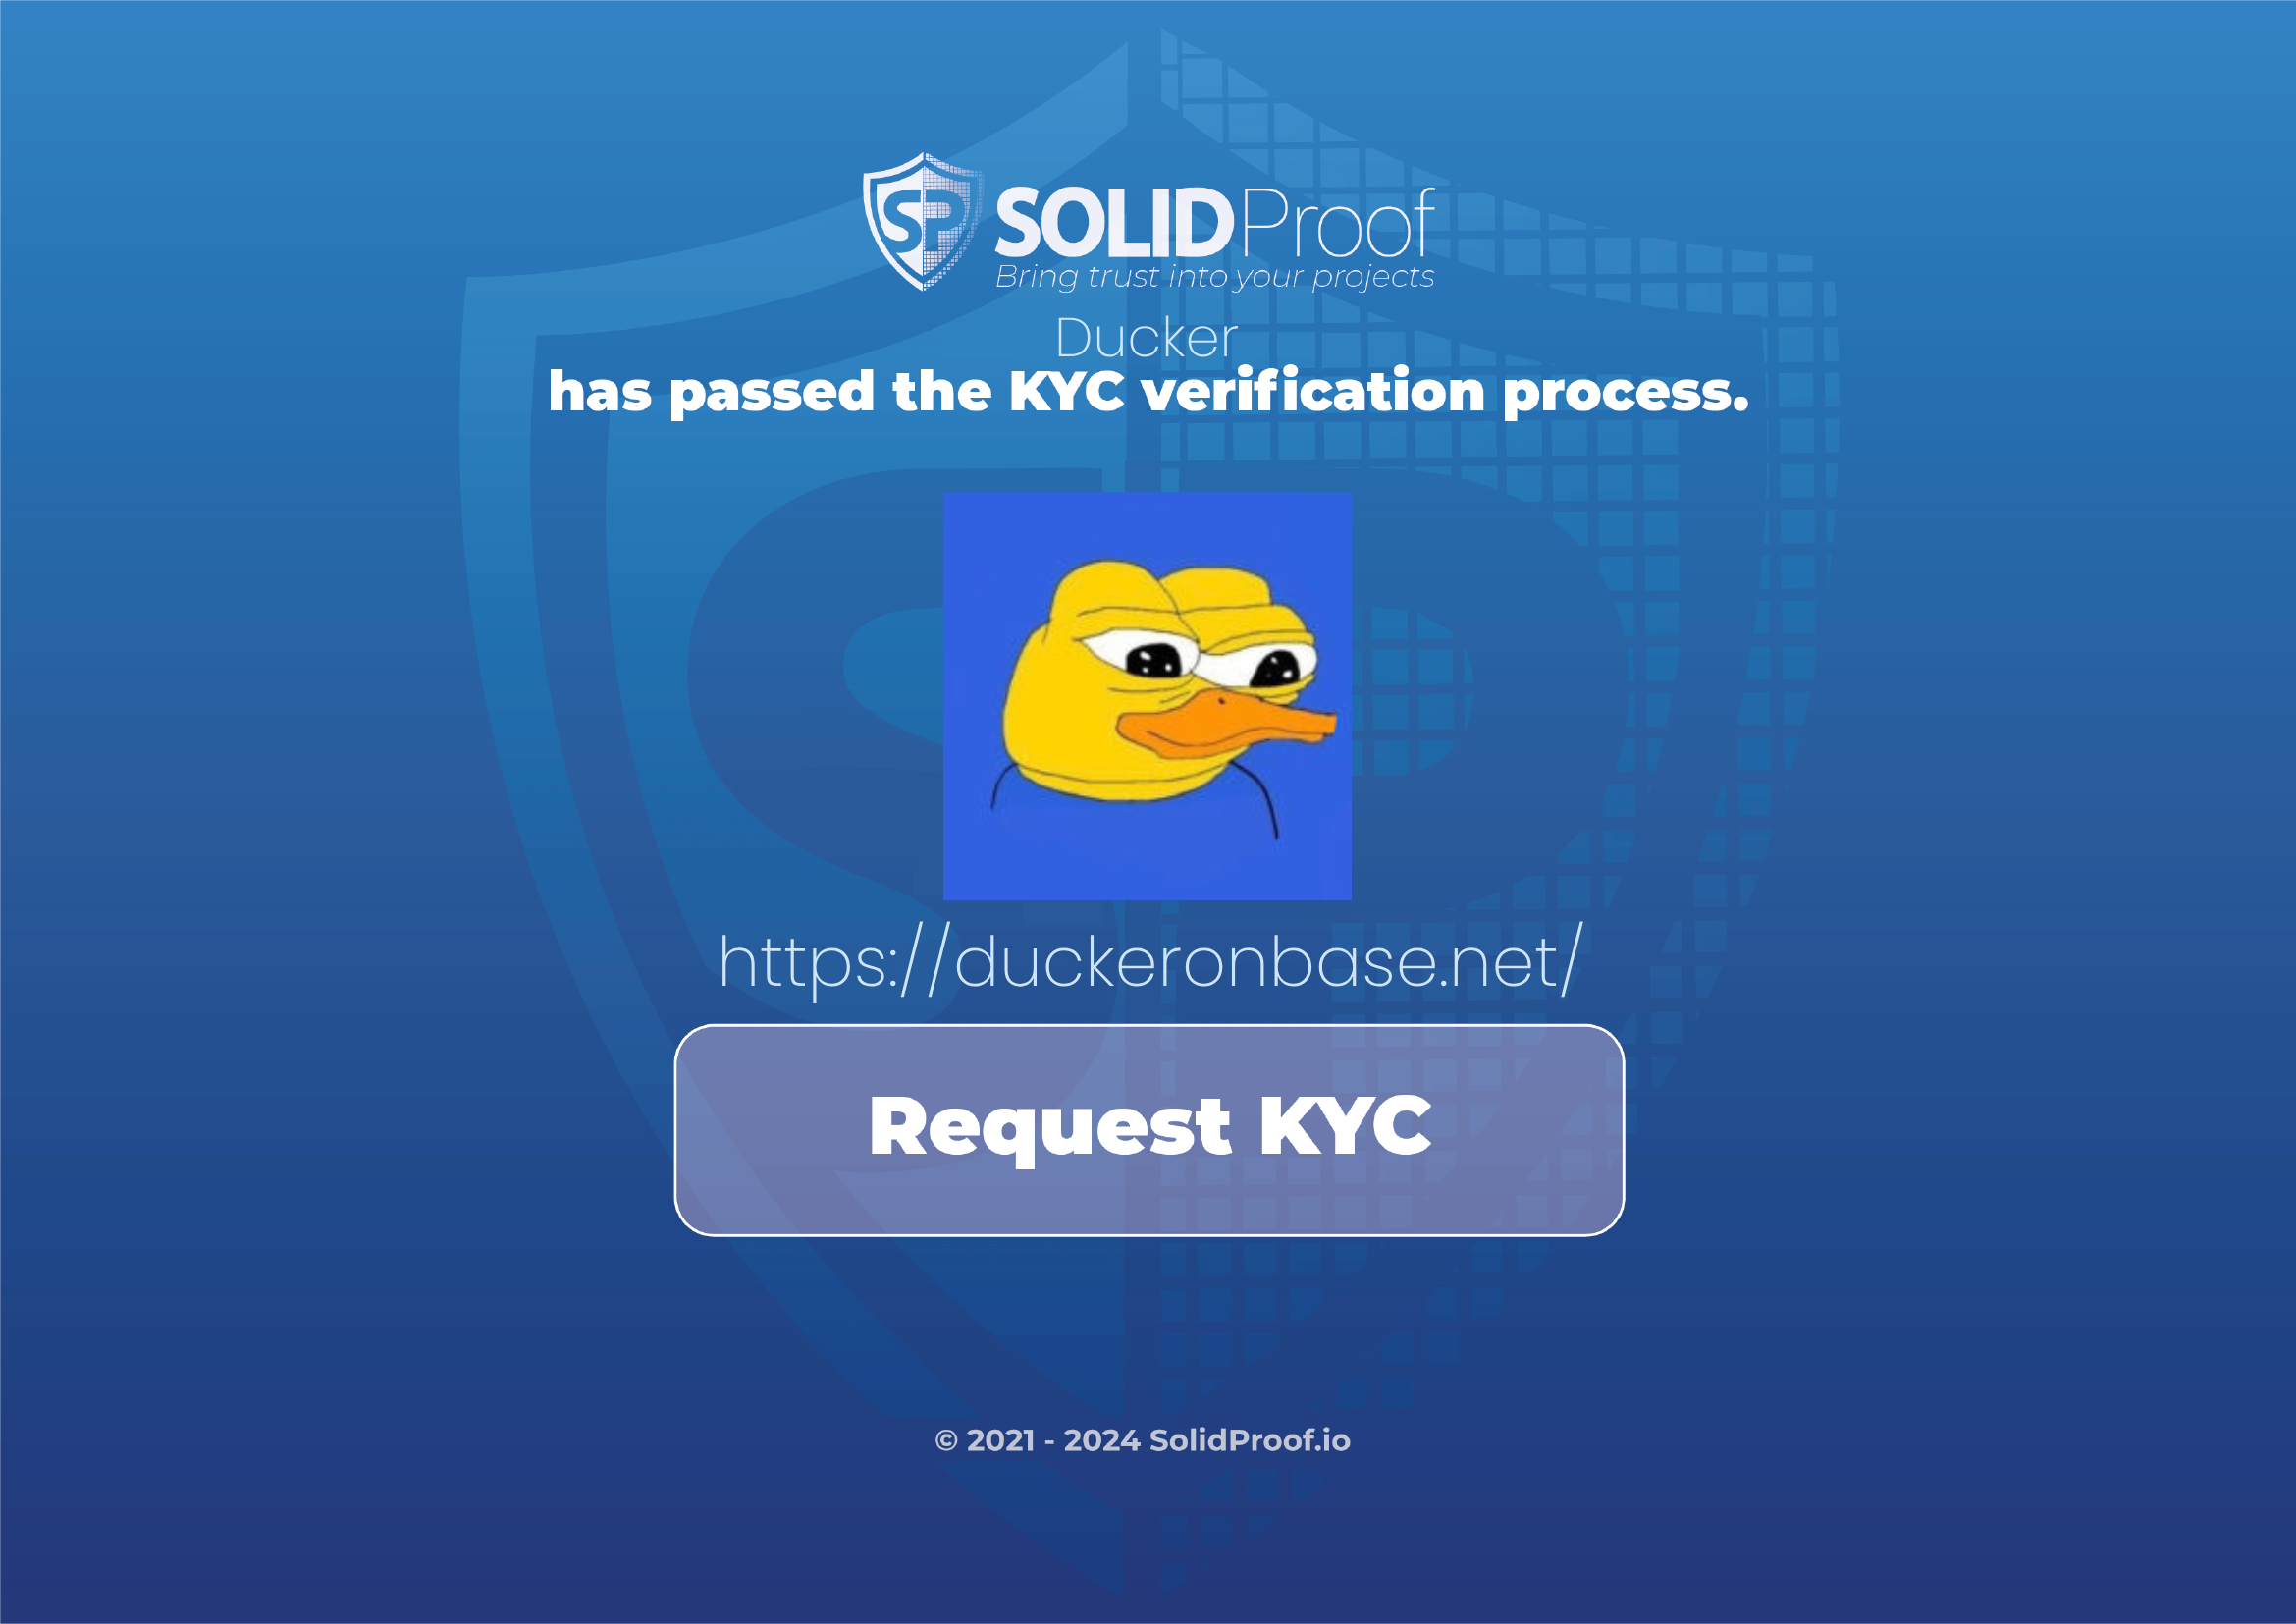 SP SOLIDProof
Bring trust into your projects
Ducker
has passed the KYC verification process.
https://duckeronbase.net/
Request KYC
© 2021 - 2024 SolidProof.io